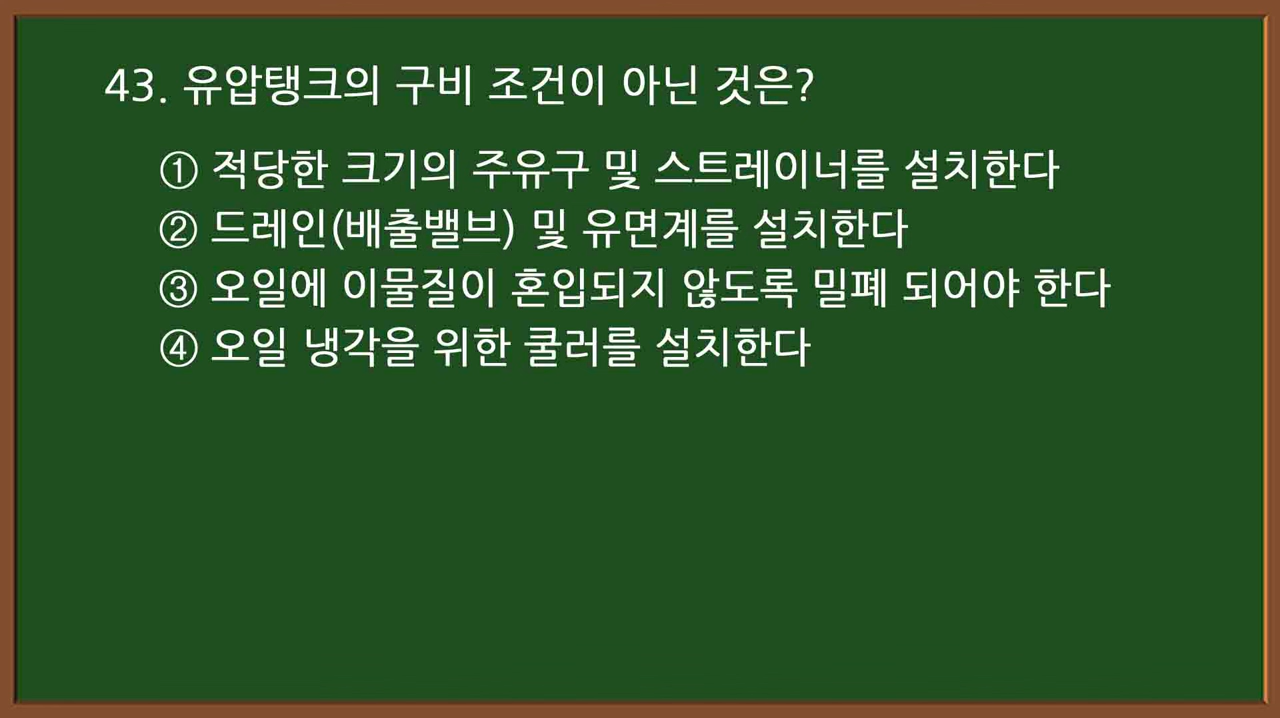 43. 유압탱크의 구비 조건이 아닌 것은?
① 적당한 크기의 주유구 및 스트레이너를 설치한다
② 드레인(배출밸브) 및 유면계를 설치한다
③ 오일에 이물질이 혼입되지 않도록 밀폐 되어야 한다
④ 오일 냉각을 위한 쿨러를 설치한다